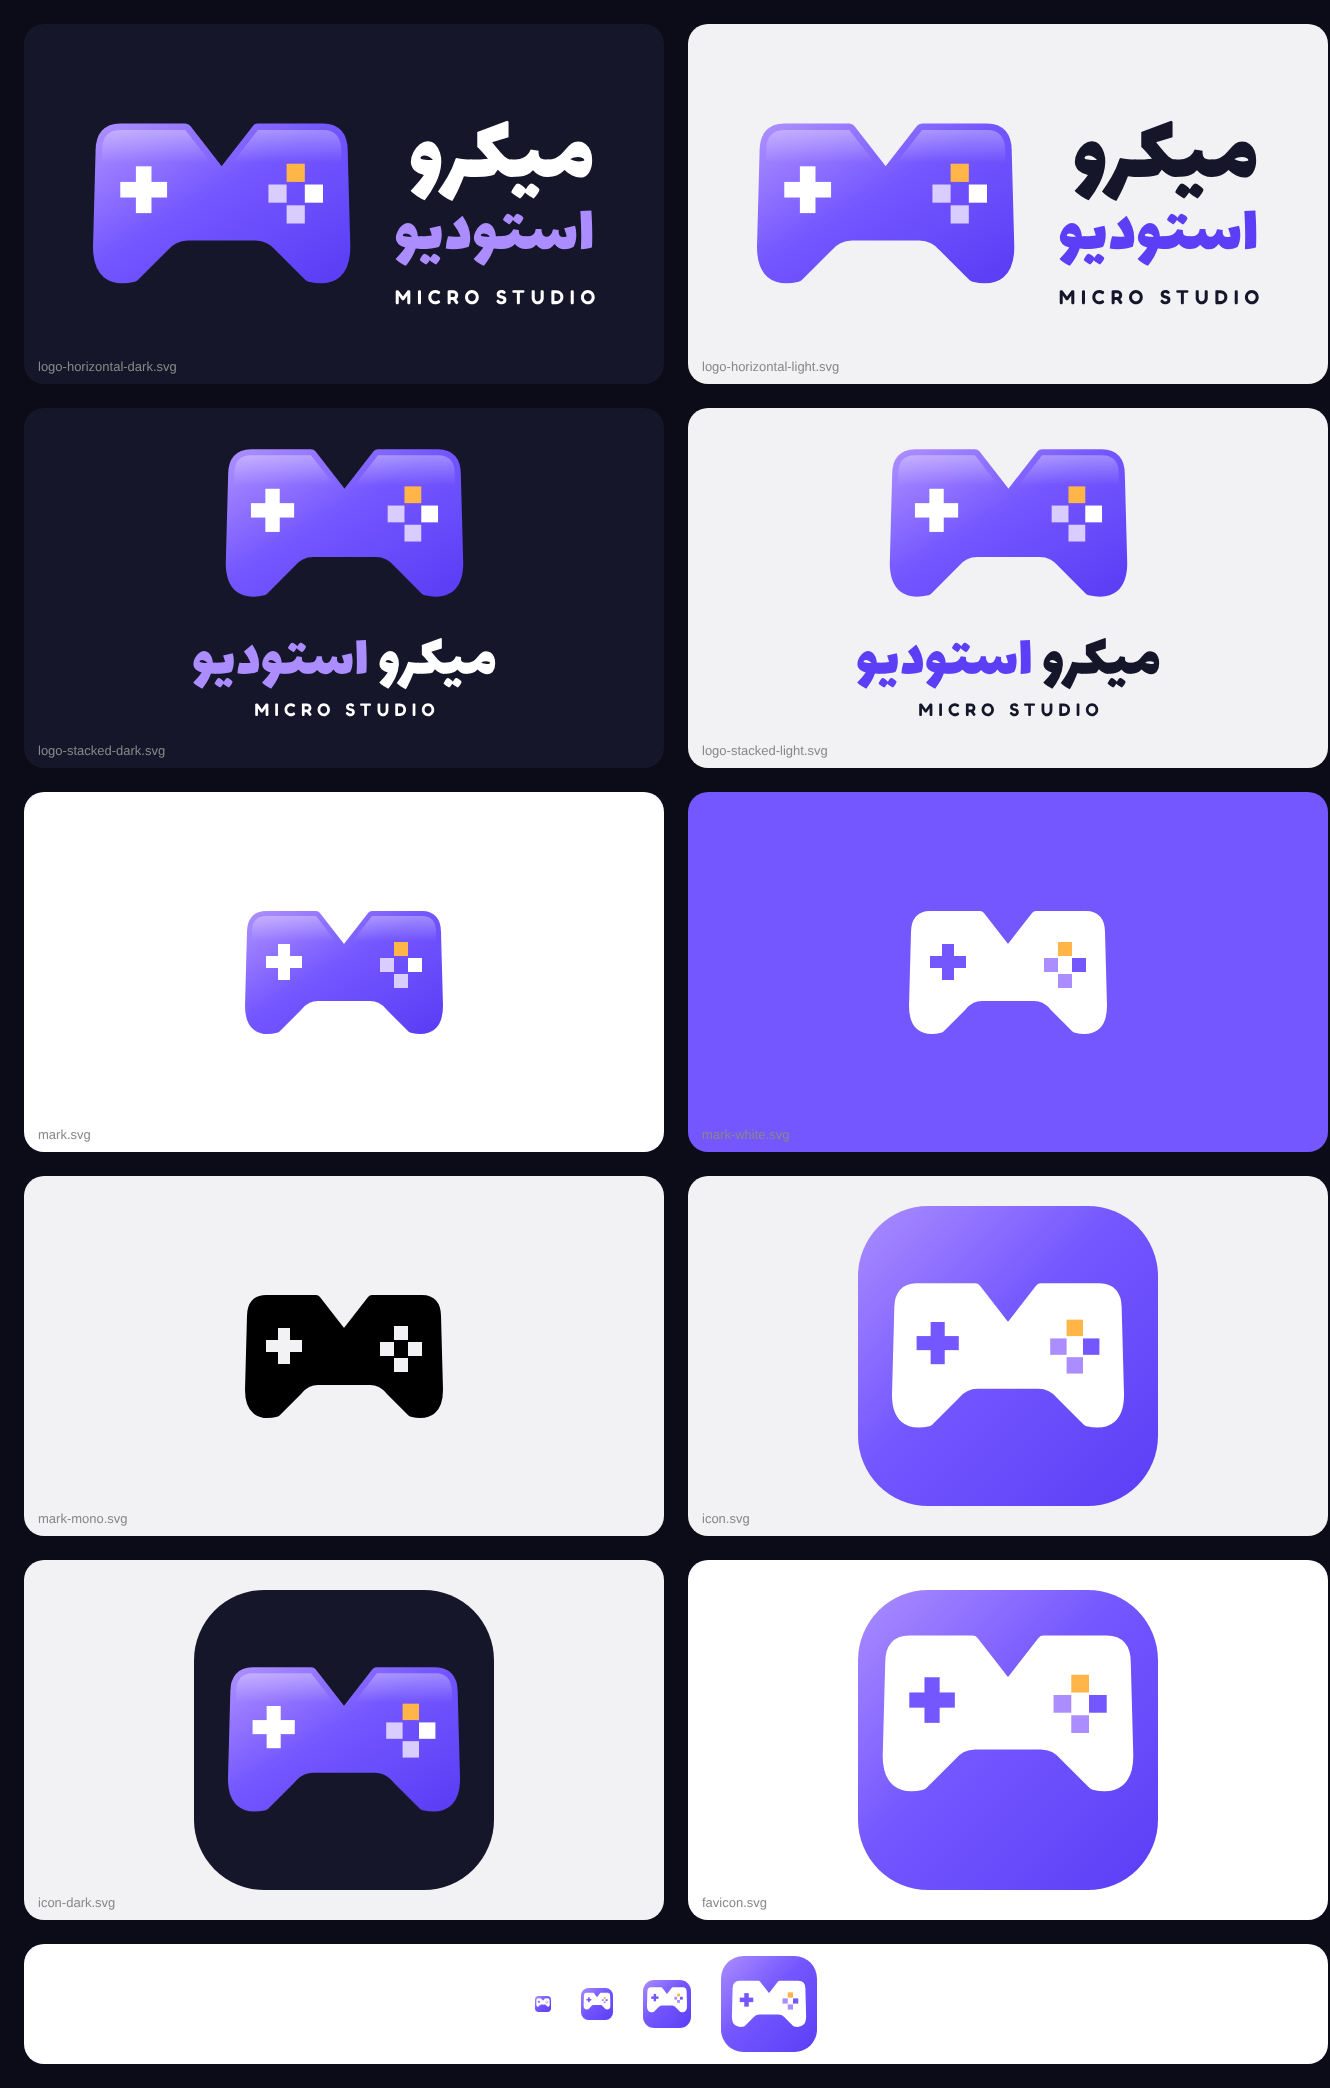 میکرو
استودیو
MICRO STUDIO
logo-horizontal-dark.svg
میکرو
استودیو
MICRO STUDIO
logo-horizontal-light.svg
میکرو استودیو
MICRO STUDIO
logo-stacked-dark.svg
میکرو استودیو
MICRO STUDIO
logo-stacked-light.svg
mark.svg
mark-white.svg
mark-mono.svg
icon.svg
icon-dark.svg
favicon.svg